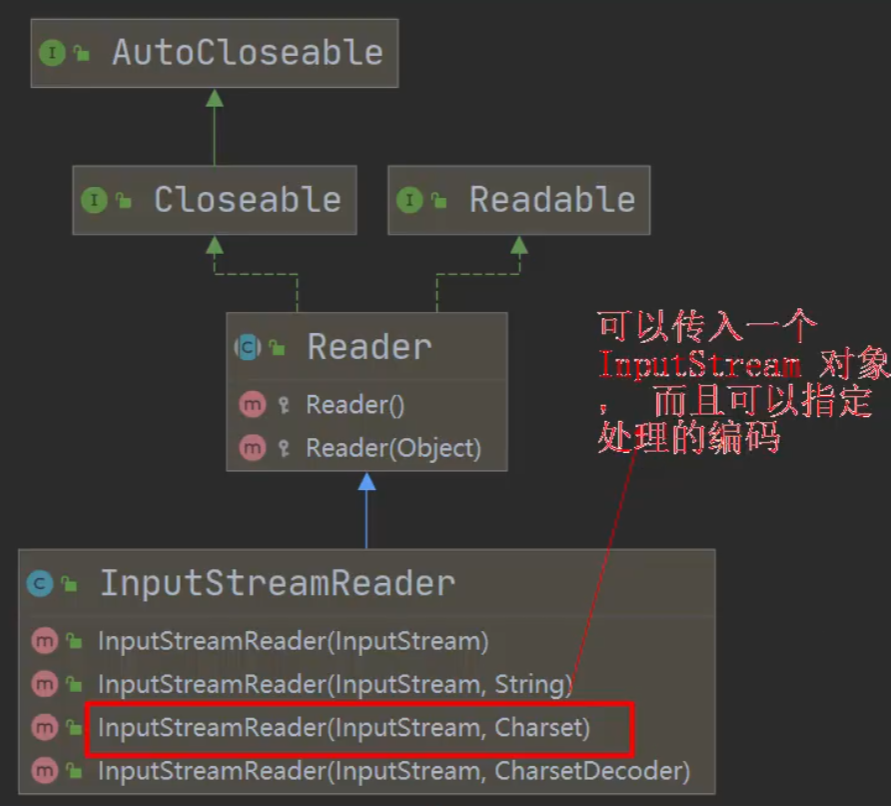 AutoCloseable
Closeable
Readable
Reader
Reader()
Reader(Object)
可以传入一个
InputStream 对象
， 而且可以指定
处理的编码
InputStreamReader
InputStreamReader(InputStream)
InputStreamReader(InputStream, String)
InputStreamReader(InputStream, Charset)
InputStreamReader(InputStream, CharsetDecoder)